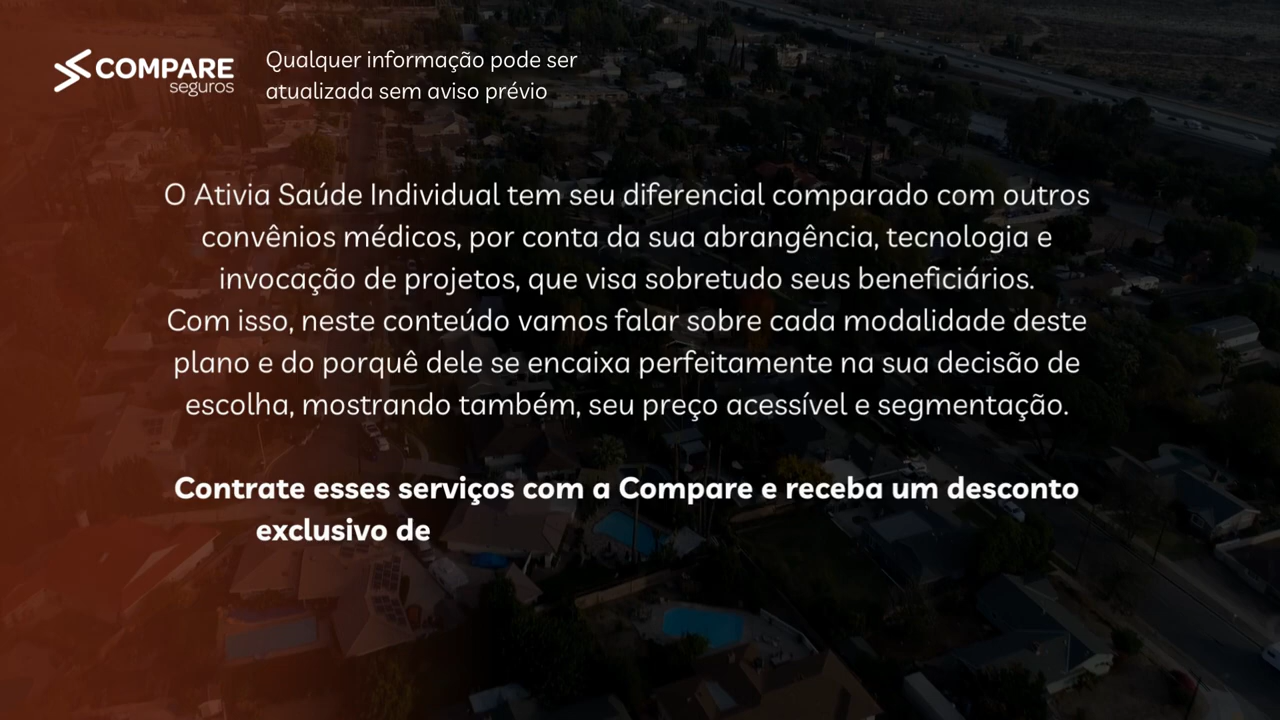 COMPARE
seguros
Qualquer informação pode ser
atualizada sem aviso prévio
O Ativia Saúde Individual tem seu diferencial comparado com outros
convênios médicos, por conta da sua abrangência, tecnologia e
invocação de projetos, que visa sobretudo seus beneficiários.
Com isso, neste conteúdo vamos falar sobre cada modalidade deste
plano e do porquê dele se encaixa perfeitamente na sua decisão de
escolha, mostrando também, seu preço acessível e segmentação.
Contrate esses serviços com a Compare e receba um desconto
exclusivo de